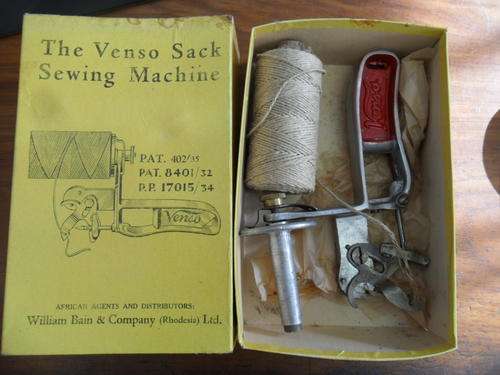 The Venso Sack
Sewing Machine
PAT. 402/35
PAT. 8401/32
P.P. 17015/34
Venso
AFRICAN AGENTS AND DISTRIBUTORS:
William Bain & Company (Rhodesia) Ltd.
Venso